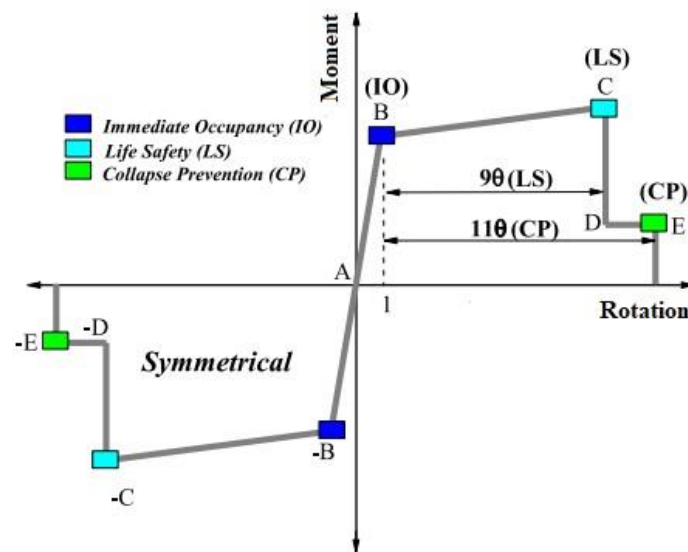 Moment
(IO)
B
(LS)
C
Immediate Occupancy (IO)
Life Safety (LS)
Collapse Prevention (CP)
9θ (LS)
(CP)
D
E
11θ (CP)
A
1
Rotation
-E
-D
Symmetrical
-B
-C